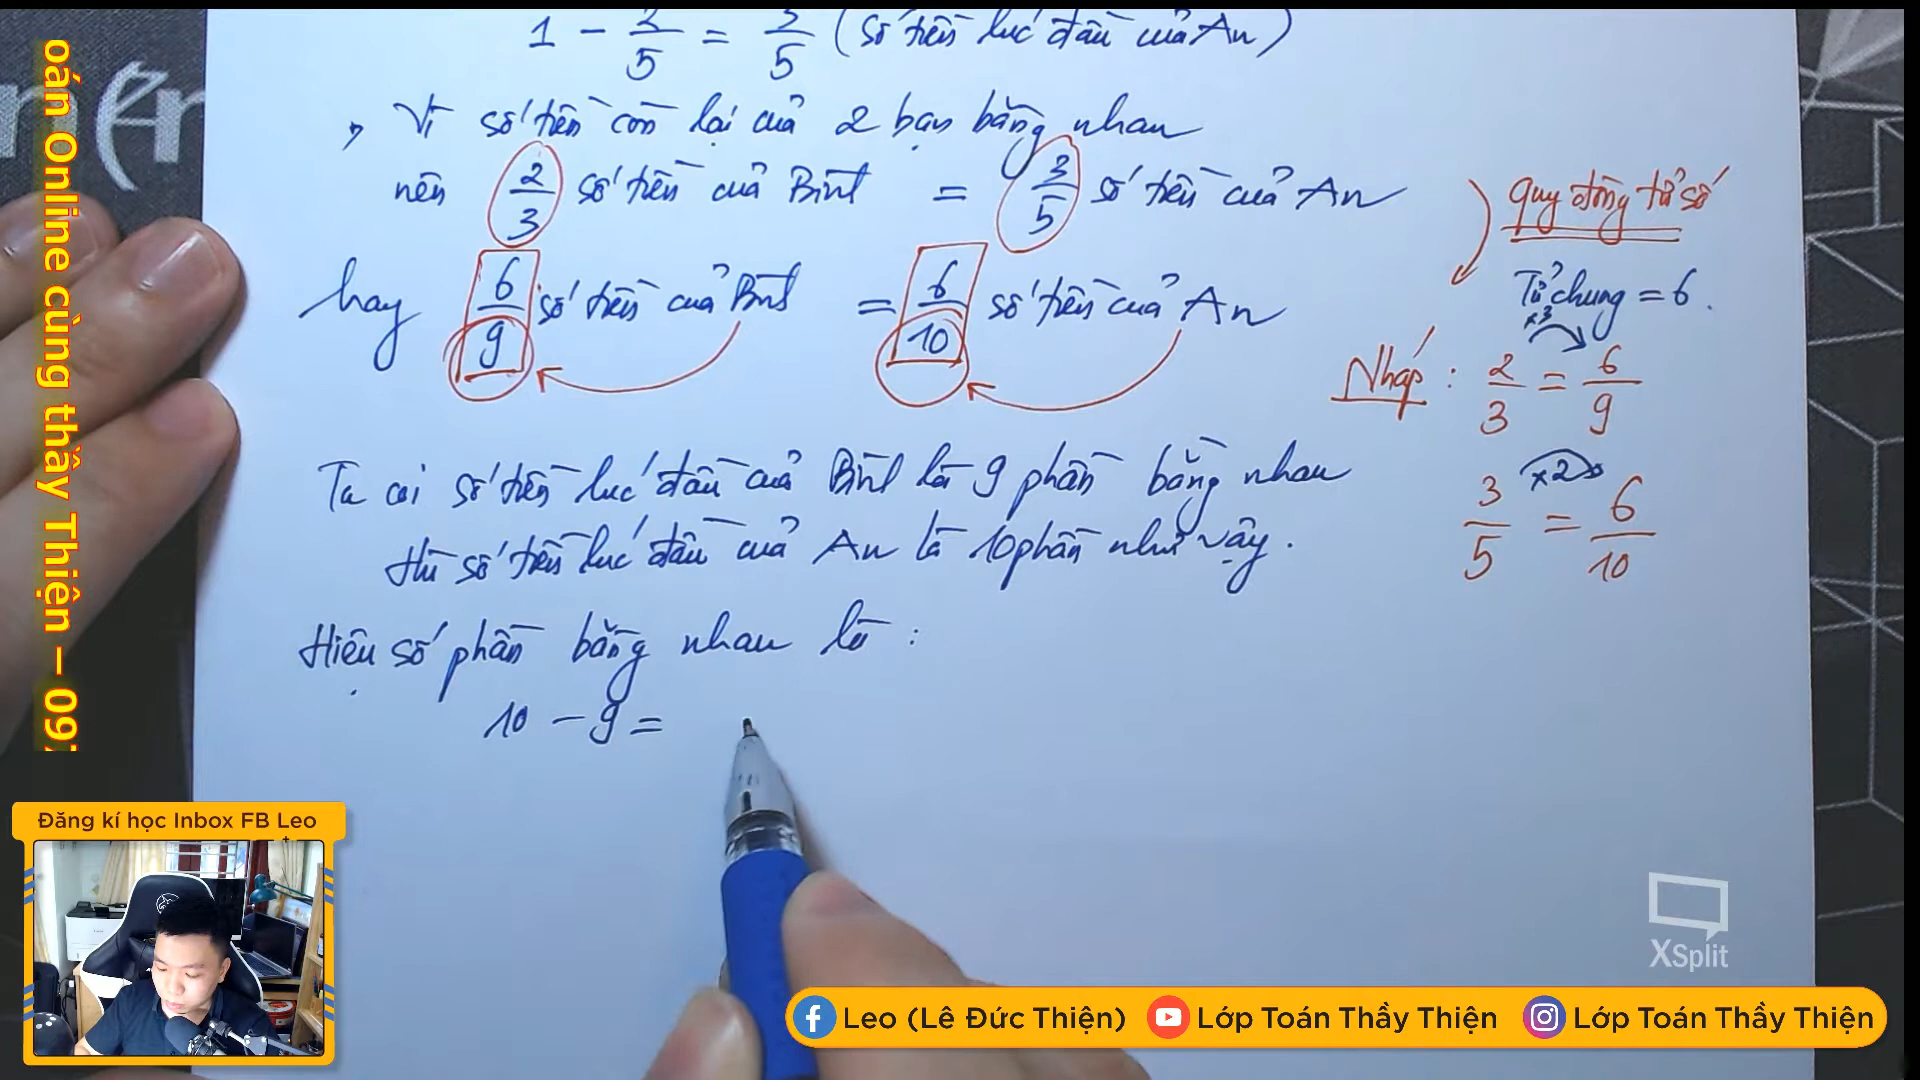 1 - 2/5 = 3/5 (số tiền lúc đầu của An)
Vì số tiền còn lại của 2 bạn bằng nhau
nên 2/3 số tiền của Bình = 3/5 số tiền của An
hay 6/9 số tiền của Bình = 6/10 số tiền của An
Ta coi số tiền lúc đầu của Bình là 9 phần bằng nhau
thì số tiền lúc đầu của An là 10 phần như vậy.
Hiệu số phần bằng nhau là :
10 - 9 =
quy đồng tử số
Tử chung = 6.
x3
Nháp : 2/3 = 6/9
x2
3/5 = 6/10
oán Online cùng thầy Thiện – 09
Đăng kí học Inbox FB Leo
XSplit
Leo (Lê Đức Thiện) Lớp Toán Thầy Thiện Lớp Toán Thầy Thiện